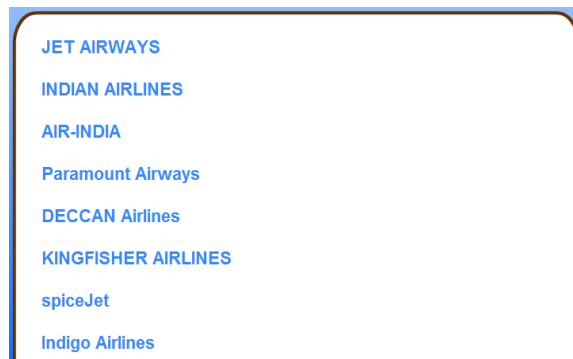 JET AIRWAYS
INDIAN AIRLINES
AIR-INDIA
Paramount Airways
DECCAN Airlines
KINGFISHER AIRLINES
spiceJet
Indigo Airlines